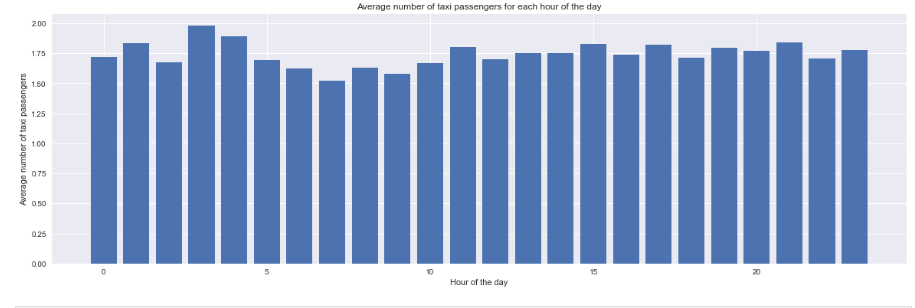 Average number of taxi passengers for each hour of the day
Average number of taxi passengers
2.00
1.75
1.50
1.25
1.00
0.75
0.50
0.25
0.00
0 5 10 15 20
Hour of the day